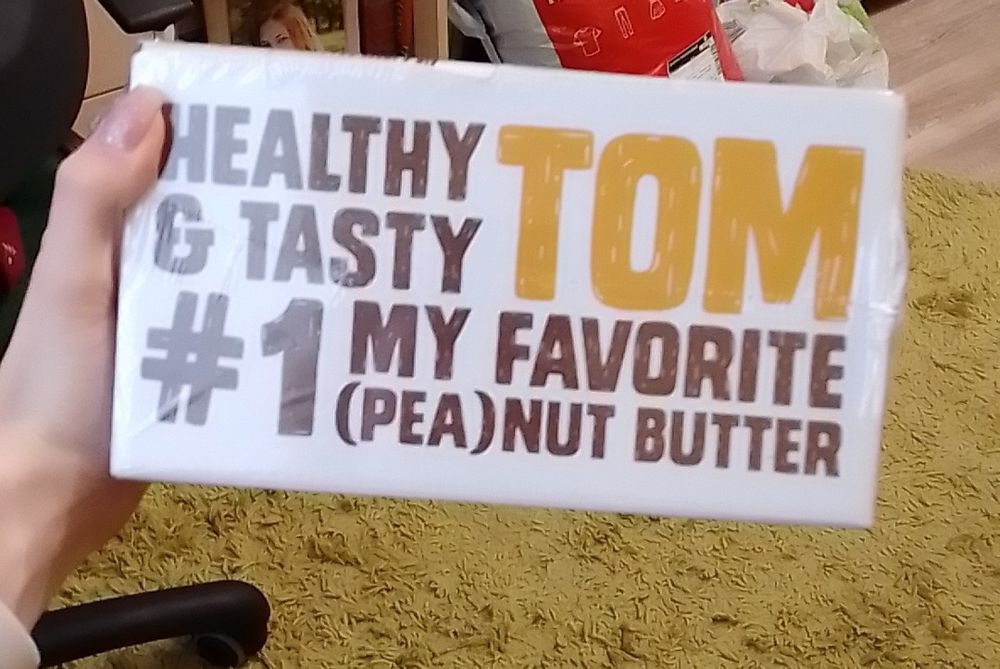 HEALTHY
& TASTY
TOM
#1 MY FAVORITE
(PEA)NUT BUTTER